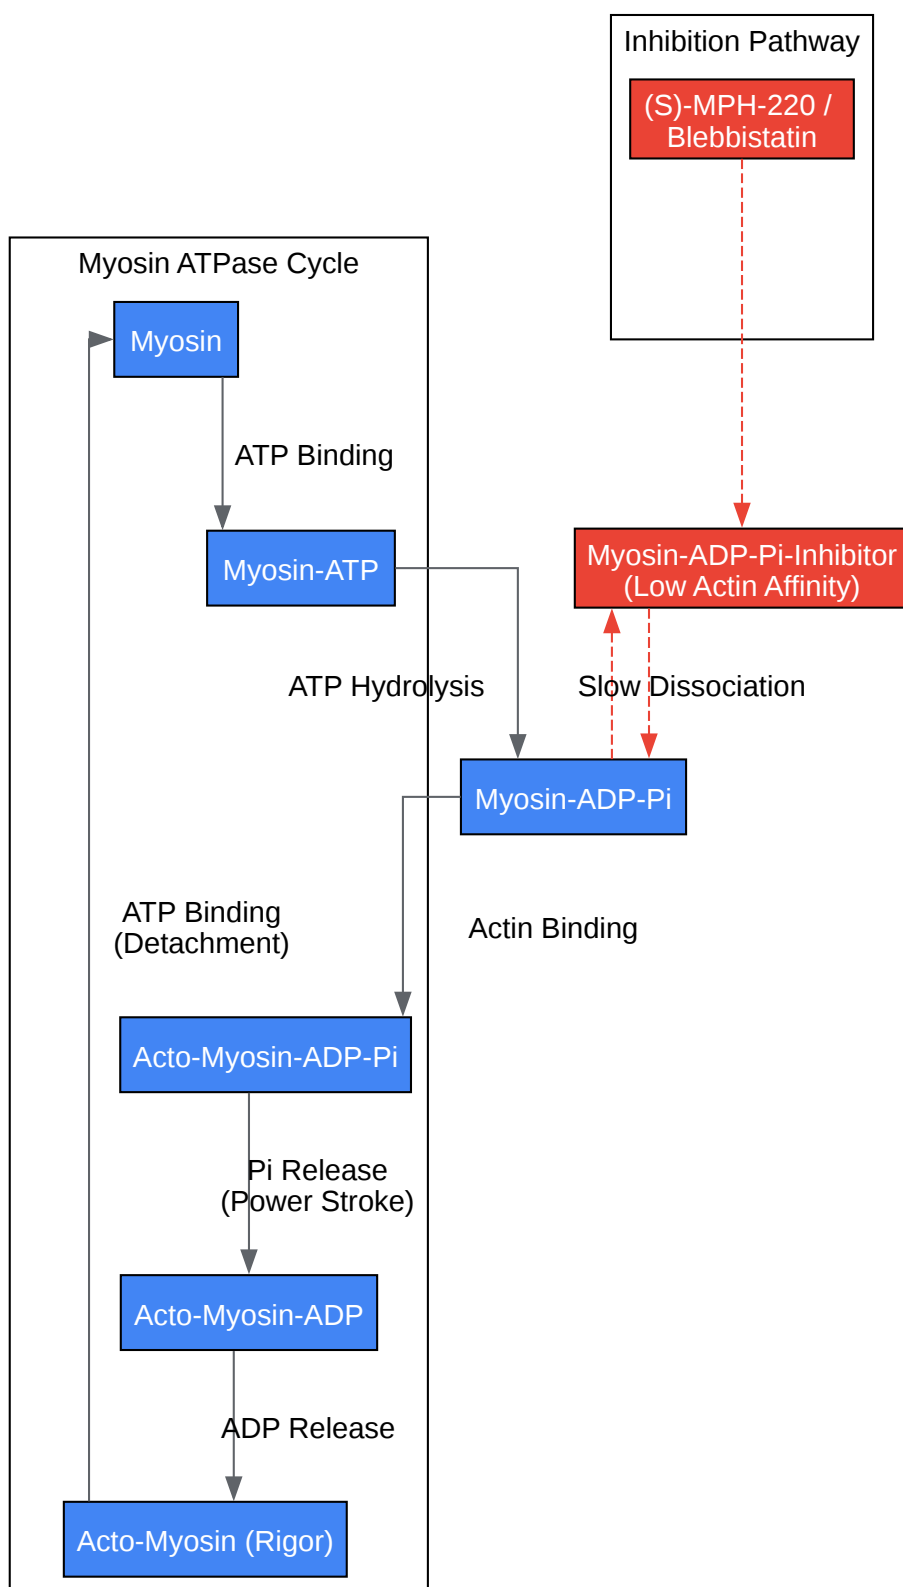 Inhibition Pathway
(S)-MPH-220 /
Blebbistatin
Myosin ATPase Cycle
Myosin
ATP Binding
Myosin-ATP
Myosin-ADP-Pi-Inhibitor
(Low Actin Affinity)
ATP Hydrolysis
Slow Dissociation
Myosin-ADP-Pi
ATP Binding
(Detachment)
Actin Binding
Acto-Myosin-ADP-Pi
Pi Release
(Power Stroke)
Acto-Myosin-ADP
ADP Release
Acto-Myosin (Rigor)